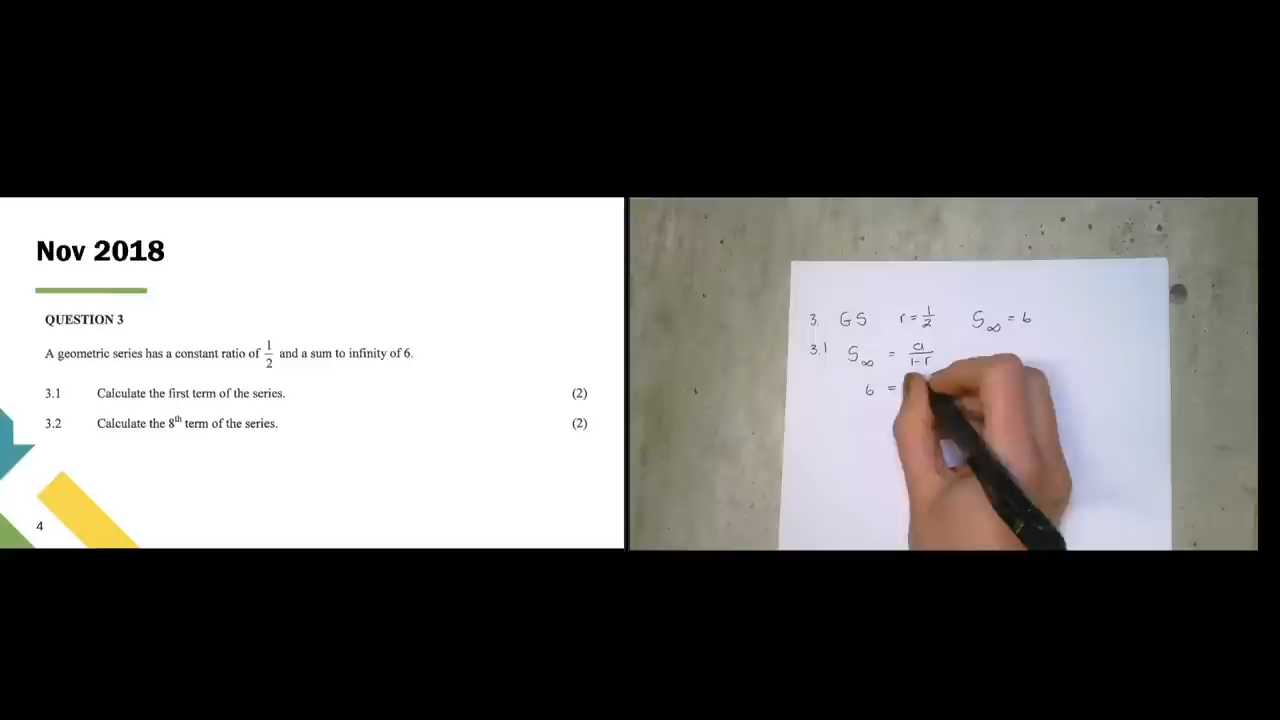 Nov 2018
QUESTION 3
A geometric series has a constant ratio of 1/2 and a sum to infinity of 6.
3.1 Calculate the first term of the series. (2)
3.2 Calculate the 8th term of the series. (2)
4
3. GS r = 1/2 S∞ = 6
3.1 S∞ = a/(1-r)
6 =